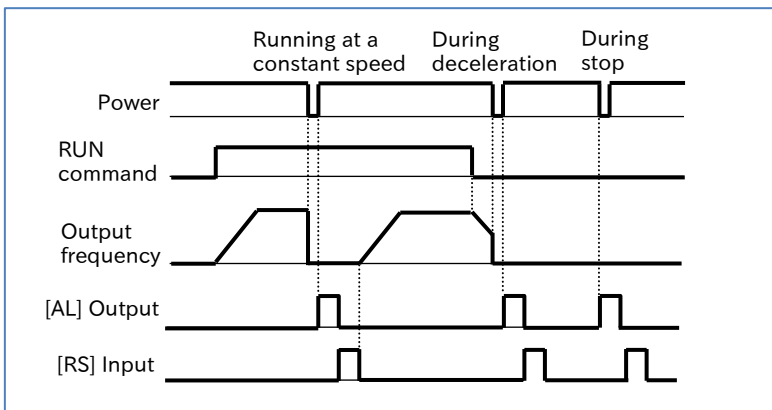 Running at a
constant speed
During
deceleration
During
stop
Power
RUN
command
Output
frequency
[AL] Output
[RS] Input